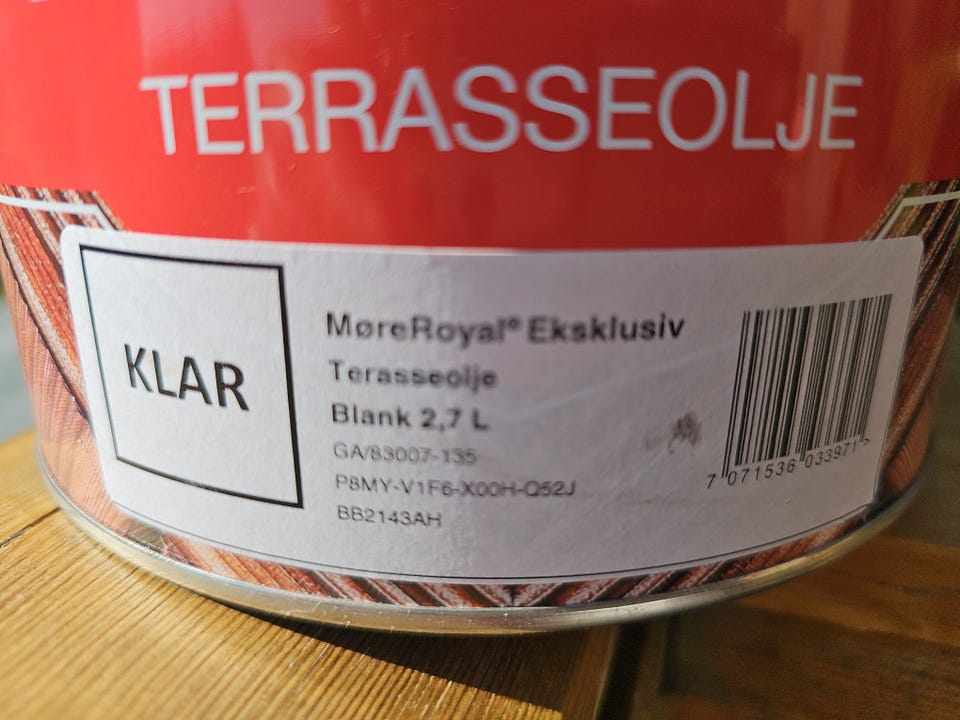 TERRASSEOLJE
KLAR
MøreRoyal® Eksklusiv
Terasseolje
Blank 2,7 L
GA/83007-135
P8MY-V1F6-X00H-Q52J
BB2143AH
7 071536 033971 >